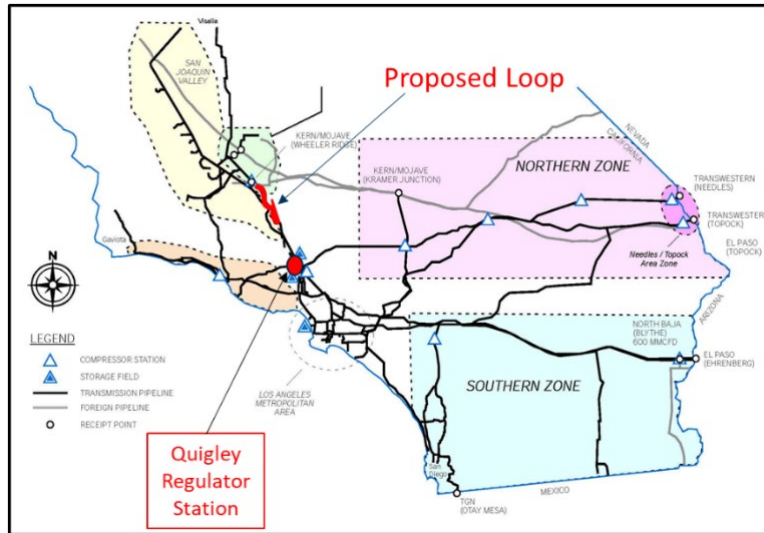 Visalia
SAN
JOAQUIN
VALLEY
Proposed Loop
KERN/MOJAVE
(WHEELER RIDGE)
NEVADA
CALIFORNIA
NORTHERN ZONE
KERN/MOJAVE
(KRAMER JUNCTION)
TRANSWESTERN
(NEEDLES)
TRANSWESTERN
(TOPOCK)
EL PASO
(TOPOCK)
Needles / Topock
Area Zone
Gaviota
N
LEGEND
COMPRESSOR STATION
STORAGE FIELD
TRANSMISSION PIPELINE
FOREIGN PIPELINE
RECEIPT POINT
LOS ANGELES
METROPOLITAN
AREA
ARIZONA
NORTH BAJA
(BLYTHE)
600 MMCFD
EL PASO
(EHRENBERG)
SOUTHERN ZONE
Quigley
Regulator
Station
San
Diego
MEXICO
TGN
(OTAY MESA)